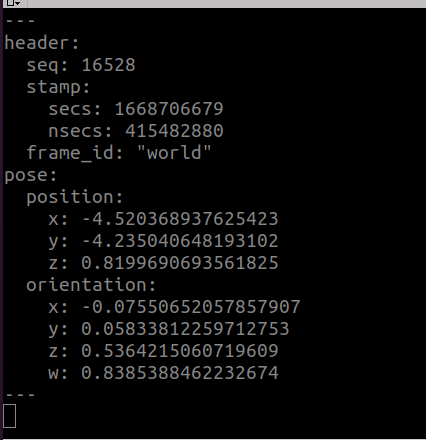 ---
header:
  seq: 16528
  stamp:
    secs: 1668706679
    nsecs: 415482880
  frame_id: "world"
pose:
  position:
    x: -4.520368937625423
    y: -4.235040648193102
    z: 0.8199690693561825
  orientation:
    x: -0.07550652057857907
    y: 0.05833812259712753
    z: 0.5364215060719609
    w: 0.8385388462232674
---